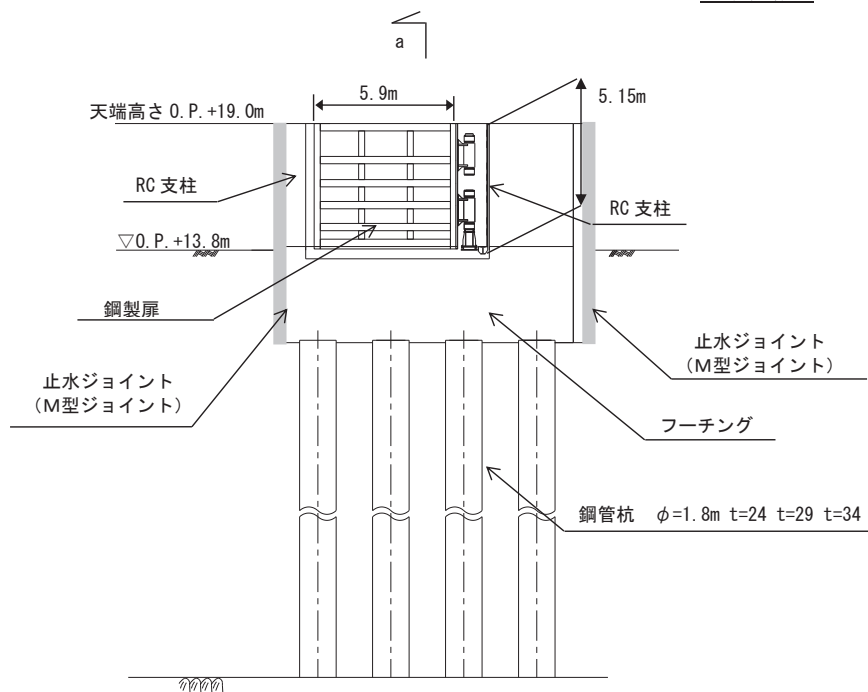 a
5.9m
5.15m
天端高さ O.P.+19.0m
RC 支柱
RC 支柱
▽O.P.+13.8m
鋼製扉
止水ジョイント
（Ｍ型ジョイント）
止水ジョイント
（Ｍ型ジョイント）
フーチング
鋼管杭　φ=1.8m t=24 t=29 t=34